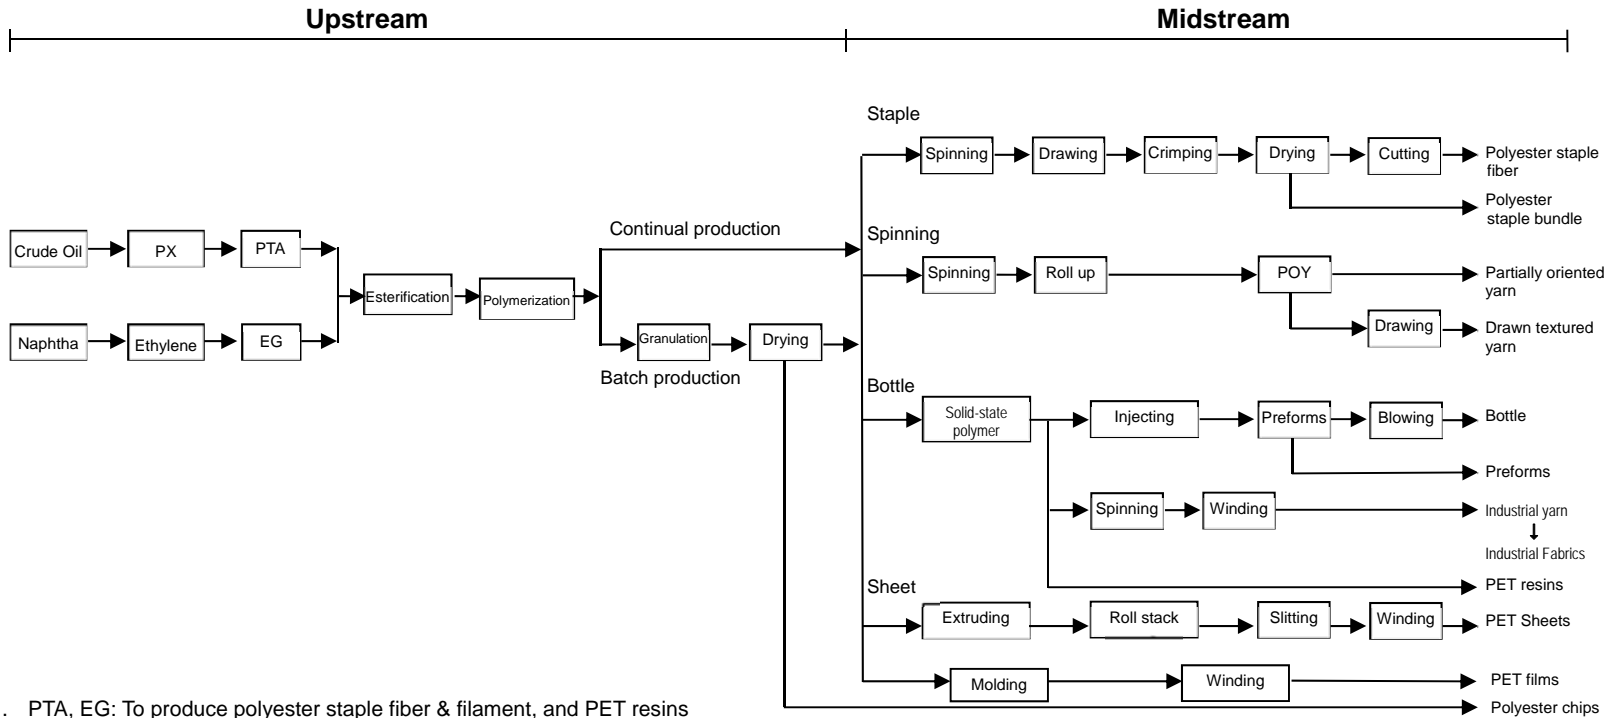 Upstream
Midstream
Staple
Spinning
Drawing
Crimping
Drying
Cutting
Polyester staple
fiber
Polyester
staple bundle
Continual production
Spinning
Crude Oil
PX
PTA
Spinning
Roll up
POY
Partially oriented
yarn
Esterification
Polymerization
Naphtha
Ethylene
EG
Granulation
Drying
Drawing
Drawn textured
yarn
Batch production
Bottle
Solid-state
polymer
Injecting
Preforms
Blowing
Bottle
Preforms
Spinning
Winding
Industrial yarn
Industrial Fabrics
PET resins
Sheet
Extruding
Roll stack
Slitting
Winding
PET Sheets
Molding
Winding
PET films
Polyester chips
. PTA, EG: To produce polyester staple fiber & filament, and PET resins